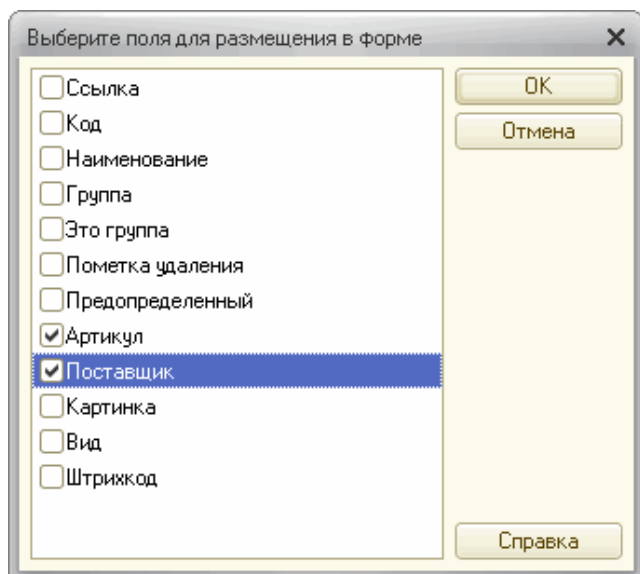 Выберите поля для размещения в форме
Ссылка
Код
Наименование
Группа
Это группа
Пометка удаления
Предопределенный
Артикул
Поставщик
Картинка
Вид
Штрихкод
OK
Отмена
Справка